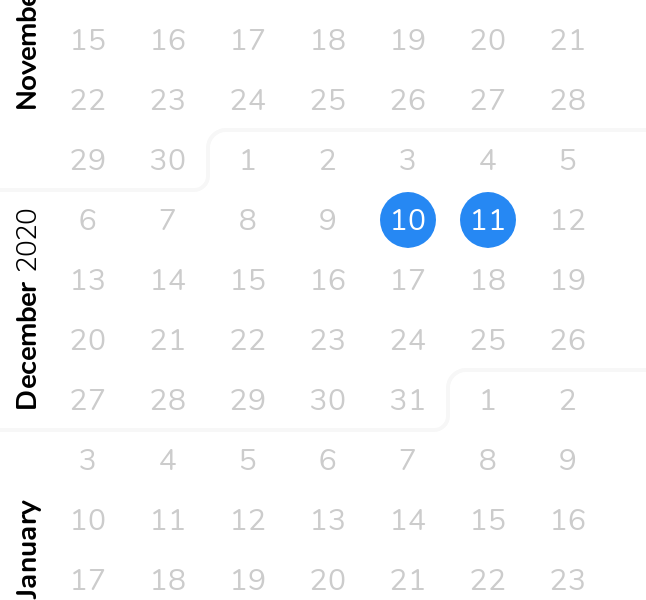 Novembe
15 16 17 18 19 20 21
22 23 24 25 26 27 28
29 30 1 2 3 4 5
December 2020
6 7 8 9 10 11 12
13 14 15 16 17 18 19
20 21 22 23 24 25 26
27 28 29 30 31 1 2
January
3 4 5 6 7 8 9
10 11 12 13 14 15 16
17 18 19 20 21 22 23